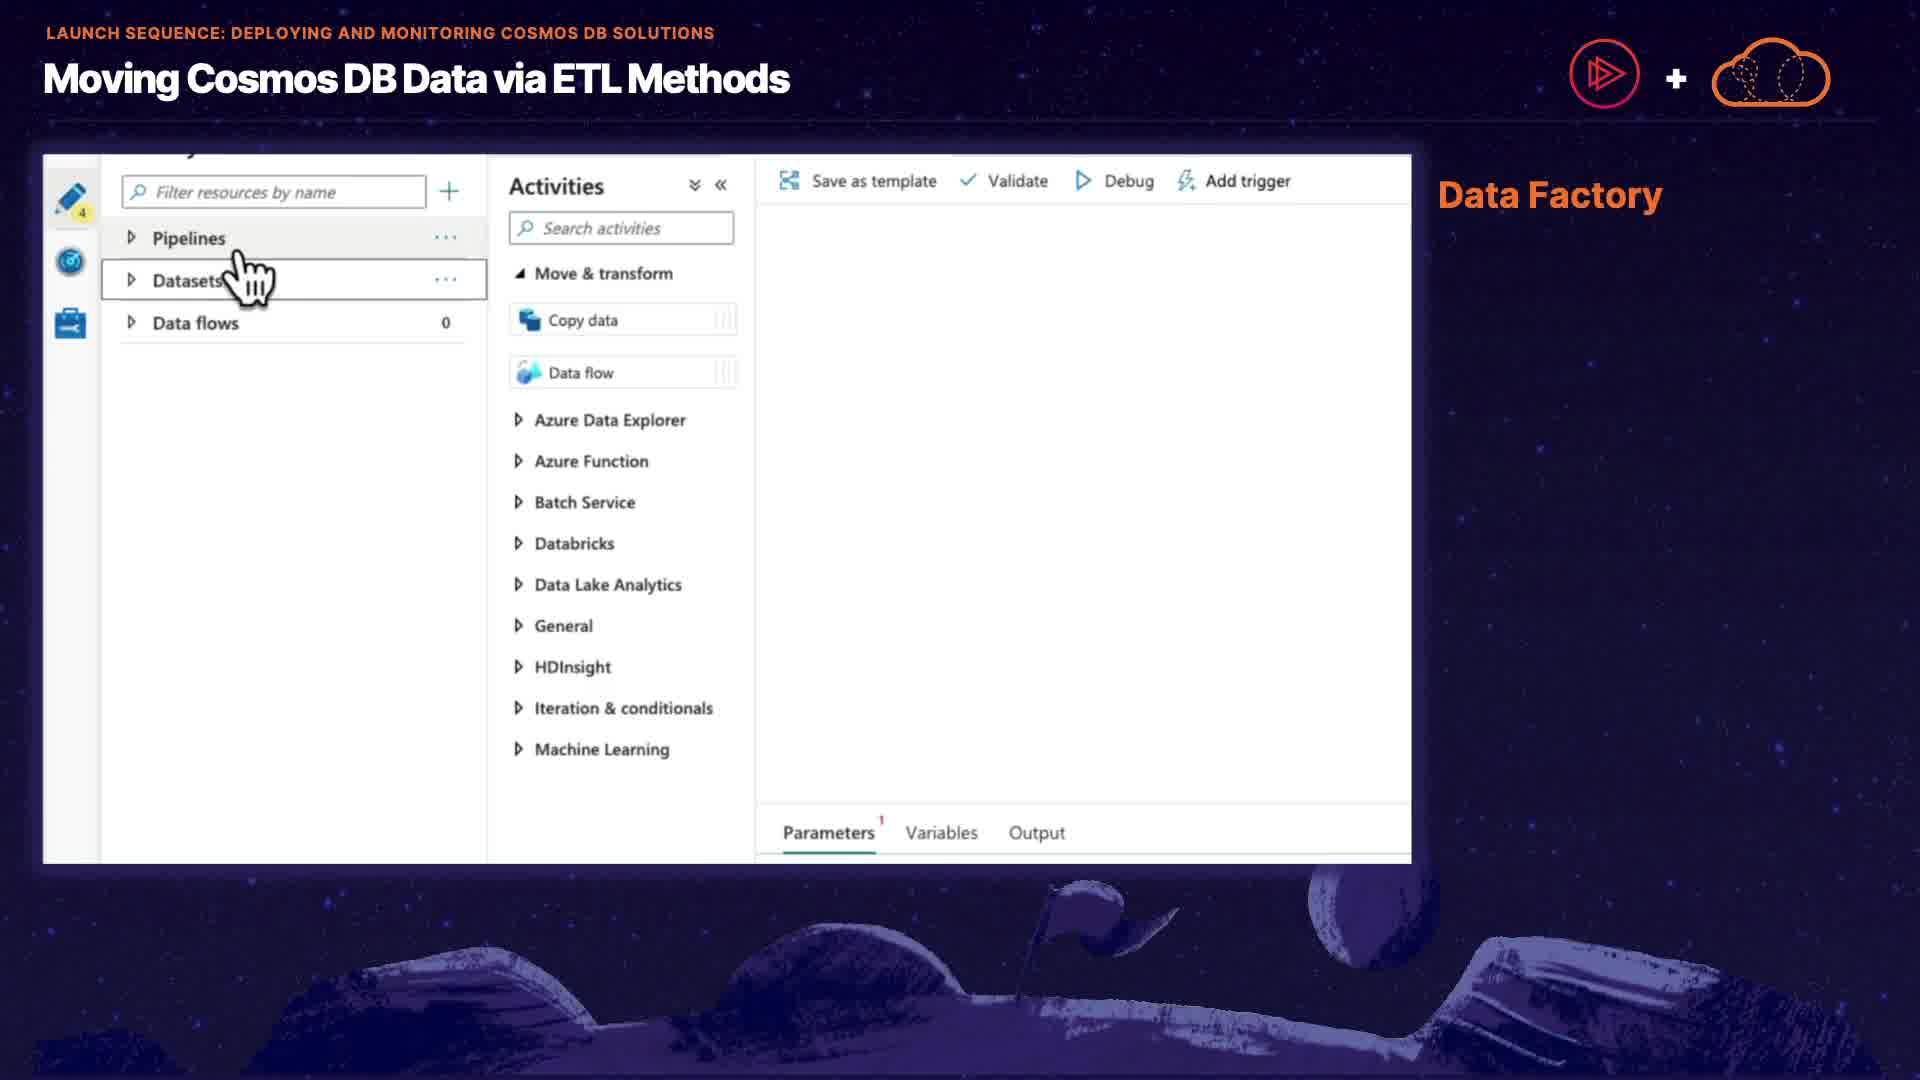 LAUNCH SEQUENCE: DEPLOYING AND MONITORING COSMOS DB SOLUTIONS
Moving Cosmos DB Data via ETL Methods
+
Data Factory
4
Filter resources by name
Pipelines
Datasets
Data flows 0
Activities
Search activities
Move & transform
Copy data
Data flow
Azure Data Explorer
Azure Function
Batch Service
Databricks
Data Lake Analytics
General
HDInsight
Iteration & conditionals
Machine Learning
Save as template Validate Debug Add trigger
Parameters 1 Variables Output